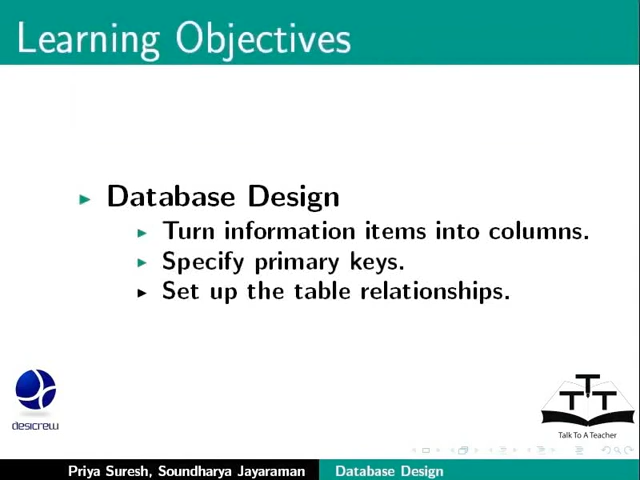 Learning Objectives
Database Design
Turn information items into columns.
Specify primary keys.
Set up the table relationships.
desicrew
TTT
Talk To A Teacher
Priya Suresh, Soundharya Jayaraman Database Design